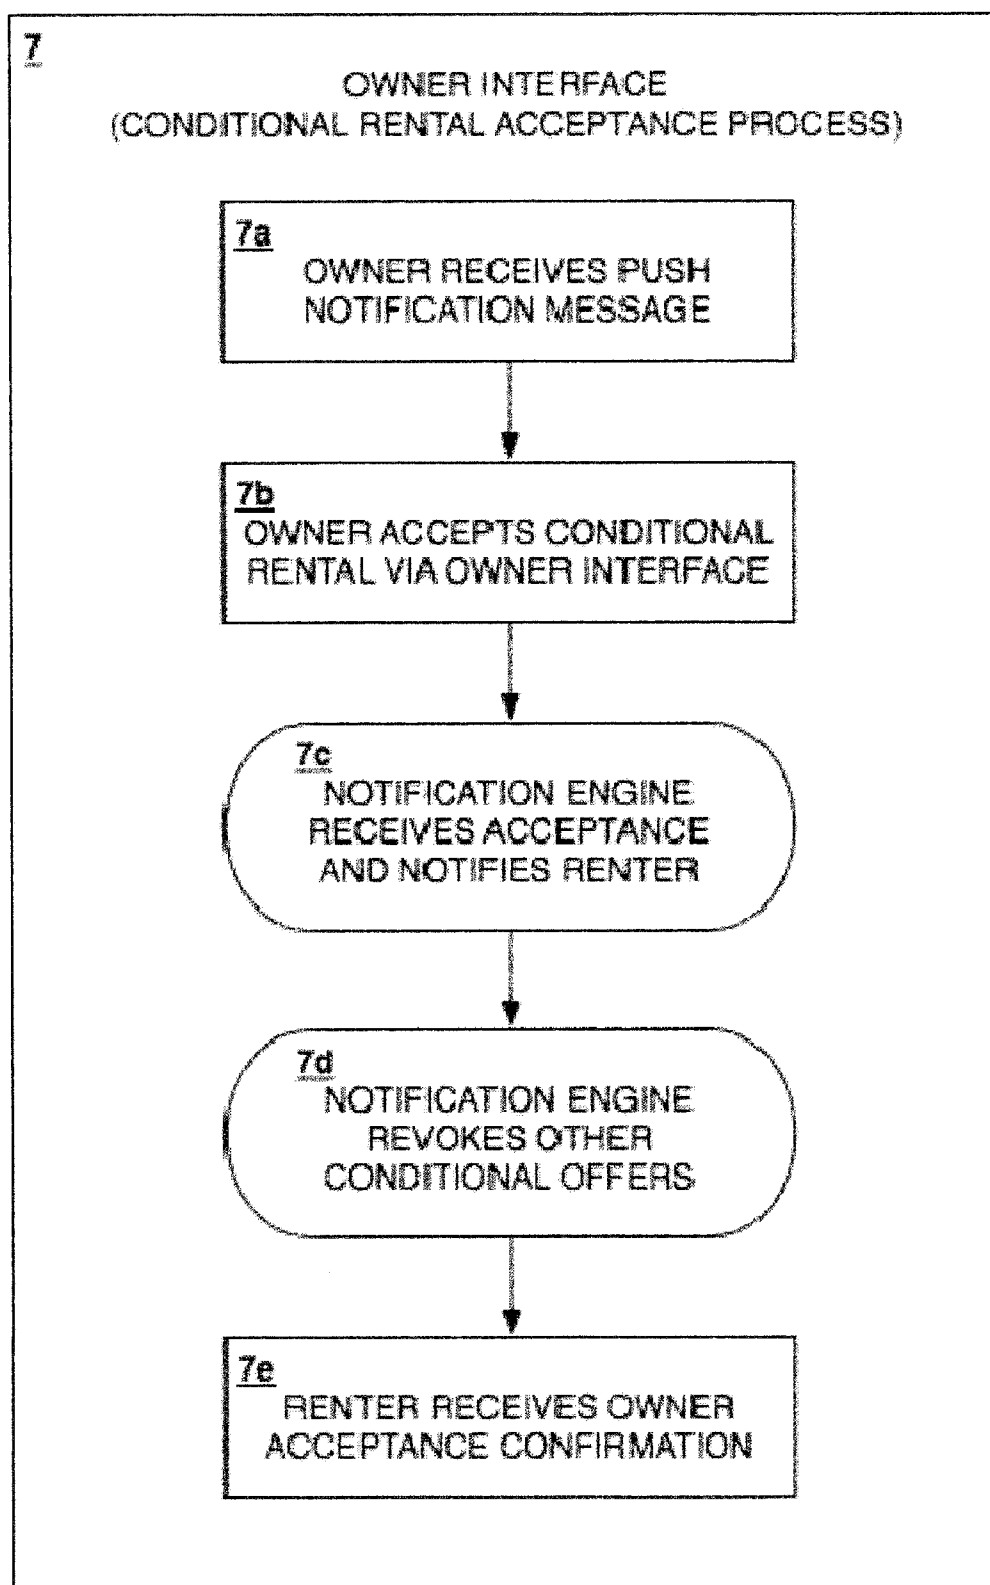 7
OWNER INTERFACE
(CONDITIONAL RENTAL ACCEPTANCE PROCESS)
7a
OWNER RECEIVES PUSH
NOTIFICATION MESSAGE
7b
OWNER ACCEPTS CONDITIONAL
RENTAL VIA OWNER INTERFACE
7c
NOTIFICATION ENGINE
RECEIVES ACCEPTANCE
AND NOTIFIES RENTER
7d
NOTIFICATION ENGINE
REVOKES OTHER
CONDITIONAL OFFERS
7e
RENTER RECEIVES OWNER
ACCEPTANCE CONFIRMATION